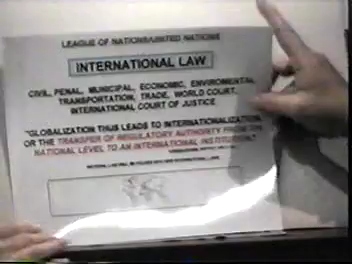 LEAGUE OF NATIONS/UNITED NATIONS
INTERNATIONAL LAW
CIVIL, PENAL, MUNICIPAL, ECONOMIC, ENVIROMENTAL
TRANSPORTATION, TRADE, WORLD COURT,
INTERNATIONAL COURT OF JUSTICE
"GLOBALIZATION THUS LEADS TO INTERNATIONALIZATION
OR THE TRANSFER OF REGULATORY AUTHORITY FROM THE
NATIONAL LEVEL TO AN INTERNATIONAL INSTITUTION."